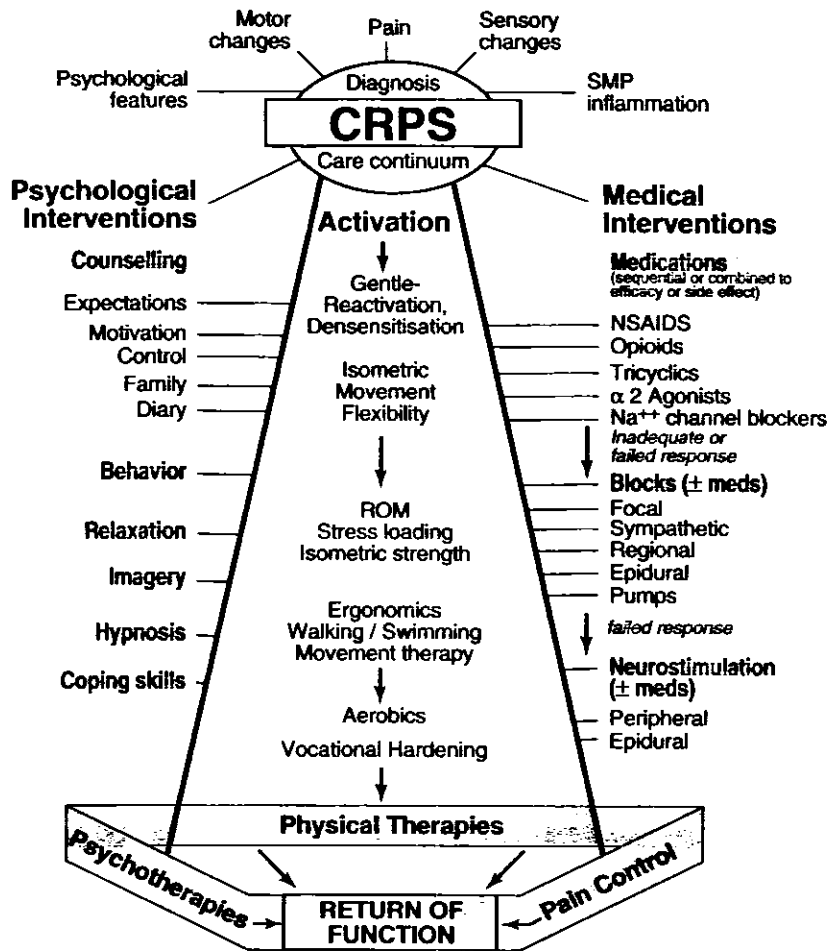 Motor
changes
Pain
Sensory
changes
Psychological
features
Diagnosis
SMP
inflammation
CRPS
Care continuum
Psychological
Interventions
Counselling
Expectations
Motivation
Control
Family
Diary
Behavior
Relaxation
Imagery
Hypnosis
Coping skills
Activation
Gentle-
Reactivation,
Densensitisation
Isometric
Movement
Flexibility
ROM
Stress loading
Isometric strength
Ergonomics
Walking / Swimming
Movement therapy
Aerobics
Vocational Hardening
Medical
Interventions
Medications
(sequential or combined to
efficacy or side effect)
NSAIDS
Opioids
Tricyclics
α 2 Agonists
Na⁺⁺ channel blockers
Inadequate or
failed response
Blocks (± meds)
Focal
Sympathetic
Regional
Epidural
Pumps
failed response
Neurostimulation
(± meds)
Peripheral
Epidural
Physical Therapies
Psychotherapies
Pain Control
RETURN OF
FUNCTION